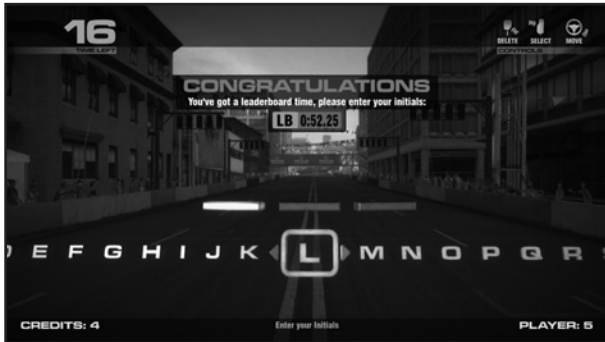 16
TIME LEFT
DELETE SELECT MOVE
CONTROLS
CONGRATULATIONS
You've got a leaderboard time, please enter your initials:
LB 0:52.25
D E F G H I J K L M N O P Q R S
CREDITS: 4
Enter your Initials
PLAYER: 5